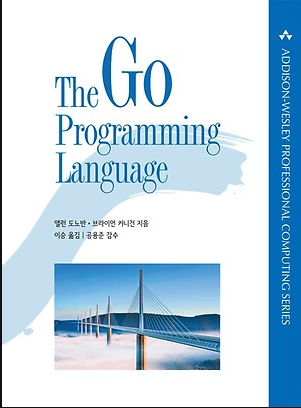 The Go
Programming
Language
앨런 도노반 • 브라이언 커니건 지음
이승 옮김 | 공용준 감수
ADDISON-WESLEY PROFESSIONAL COMPUTING SERIES